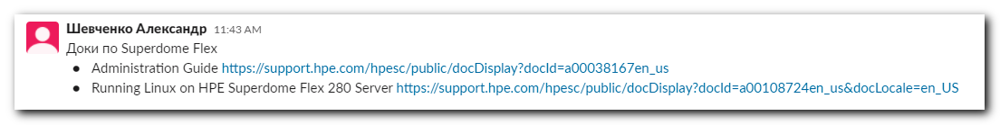 Шевченко Александр 11:43 AM
Доки по Superdome Flex
● Administration Guide https://support.hpe.com/hpesc/public/docDisplay?docId=a00038167en_us
● Running Linux on HPE Superdome Flex 280 Server https://support.hpe.com/hpesc/public/docDisplay?docId=a00108724en_us&docLocale=en_US